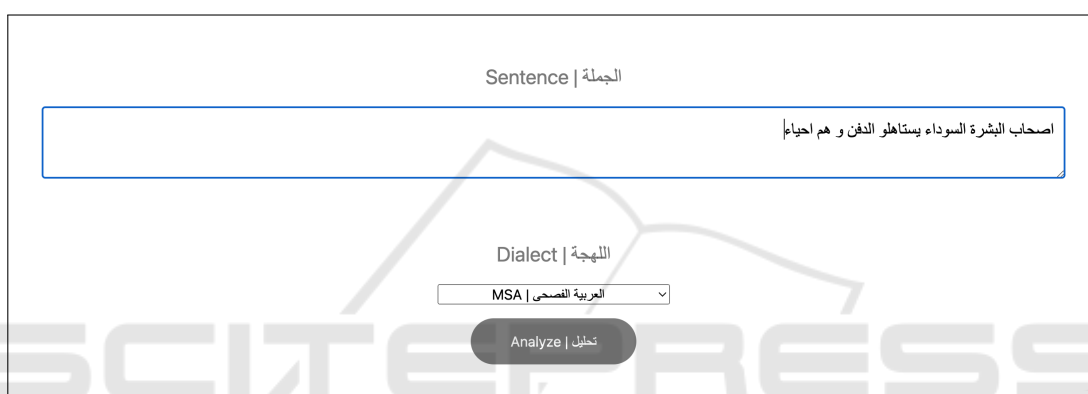 الجملة | Sentence
اصحاب البشرة السوداء يستاهلو الدفن و هم احياء
اللهجة | Dialect
العربية الفصحى | MSA
تحليل | Analyze
SCITEPRESS